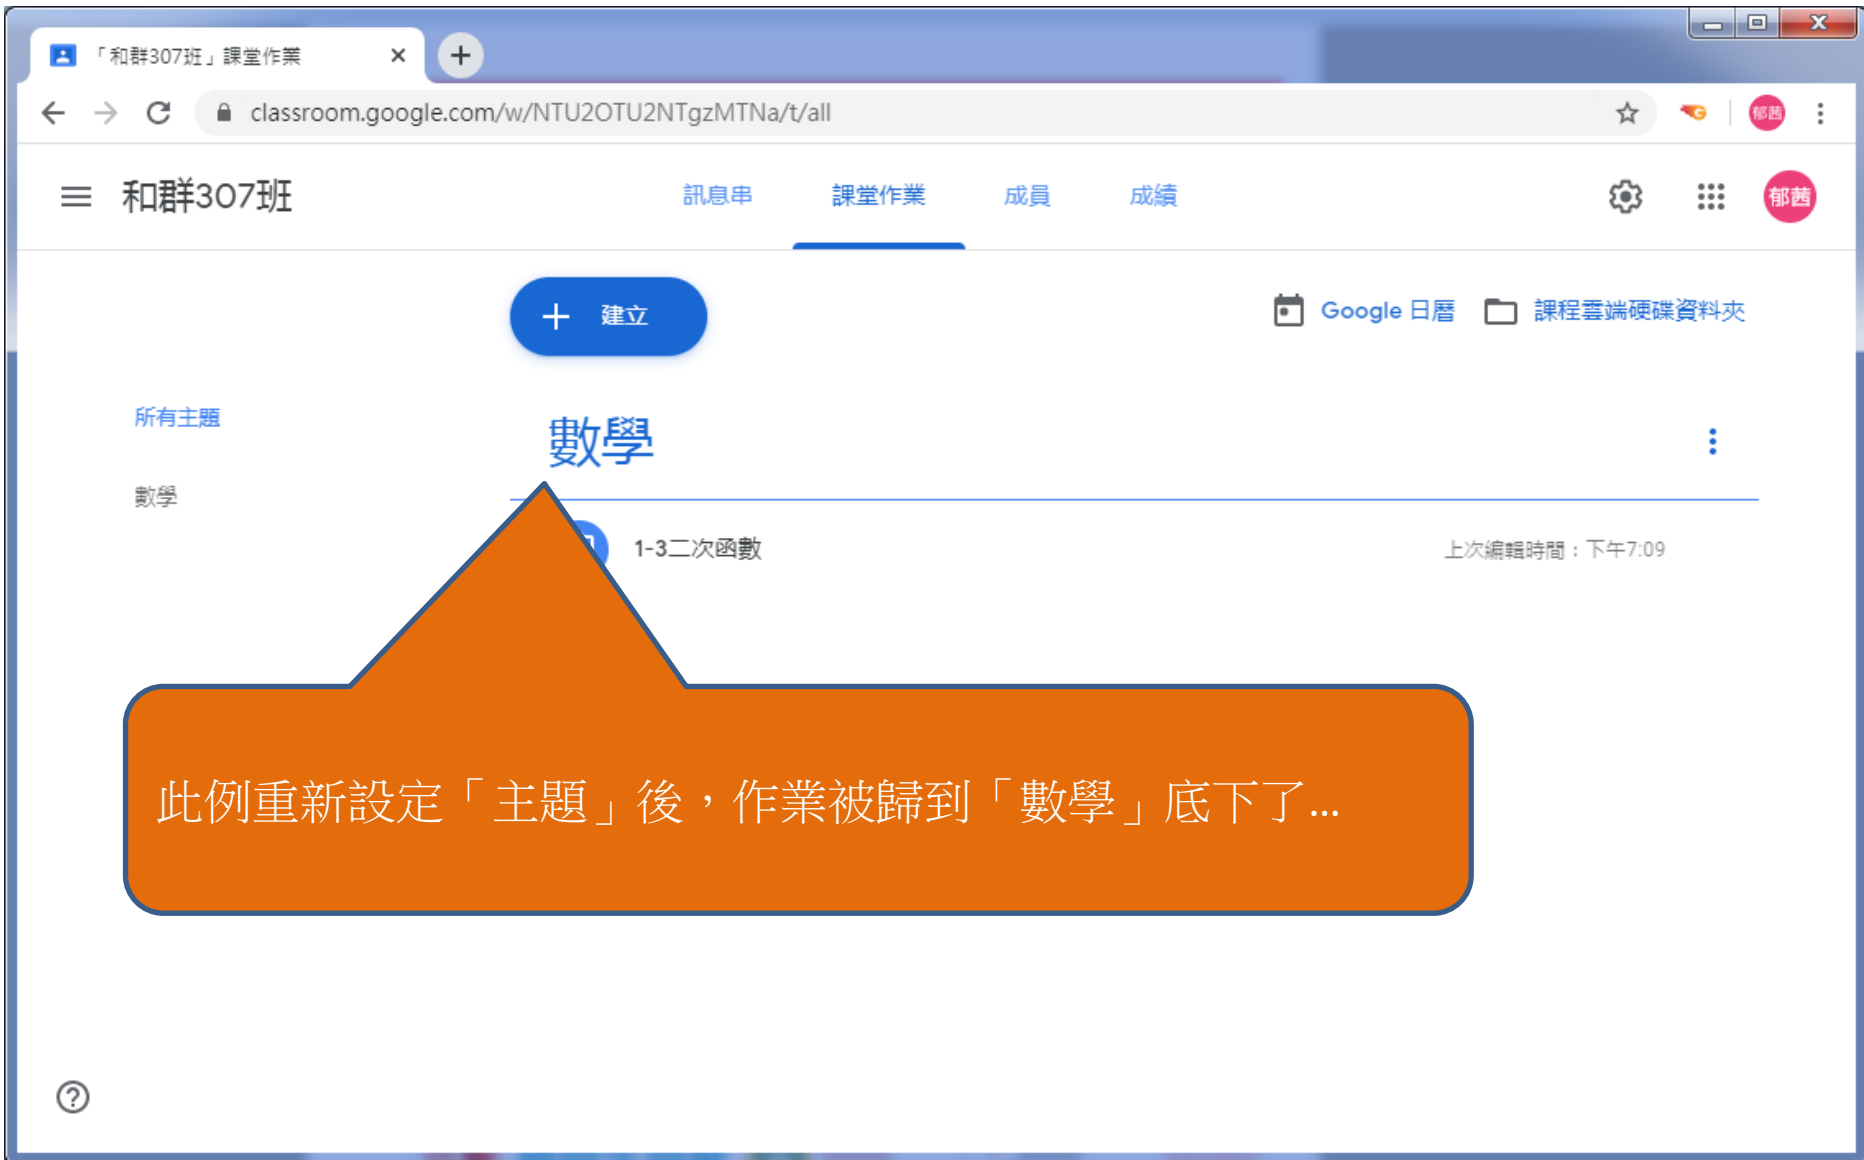 「和群307班」課堂作業
classroom.google.com/w/NTU2OTU2NTgzMTNa/t/all
郁茜
和群307班
訊息串
課堂作業
成員
成績
郁茜
建立
Google 日曆
課程雲端硬碟資料夾
所有主題
數學
數學
1-3二次函數
上次編輯時間：下午7:09
此例重新設定「主題」後，作業被歸到「數學」底下了...